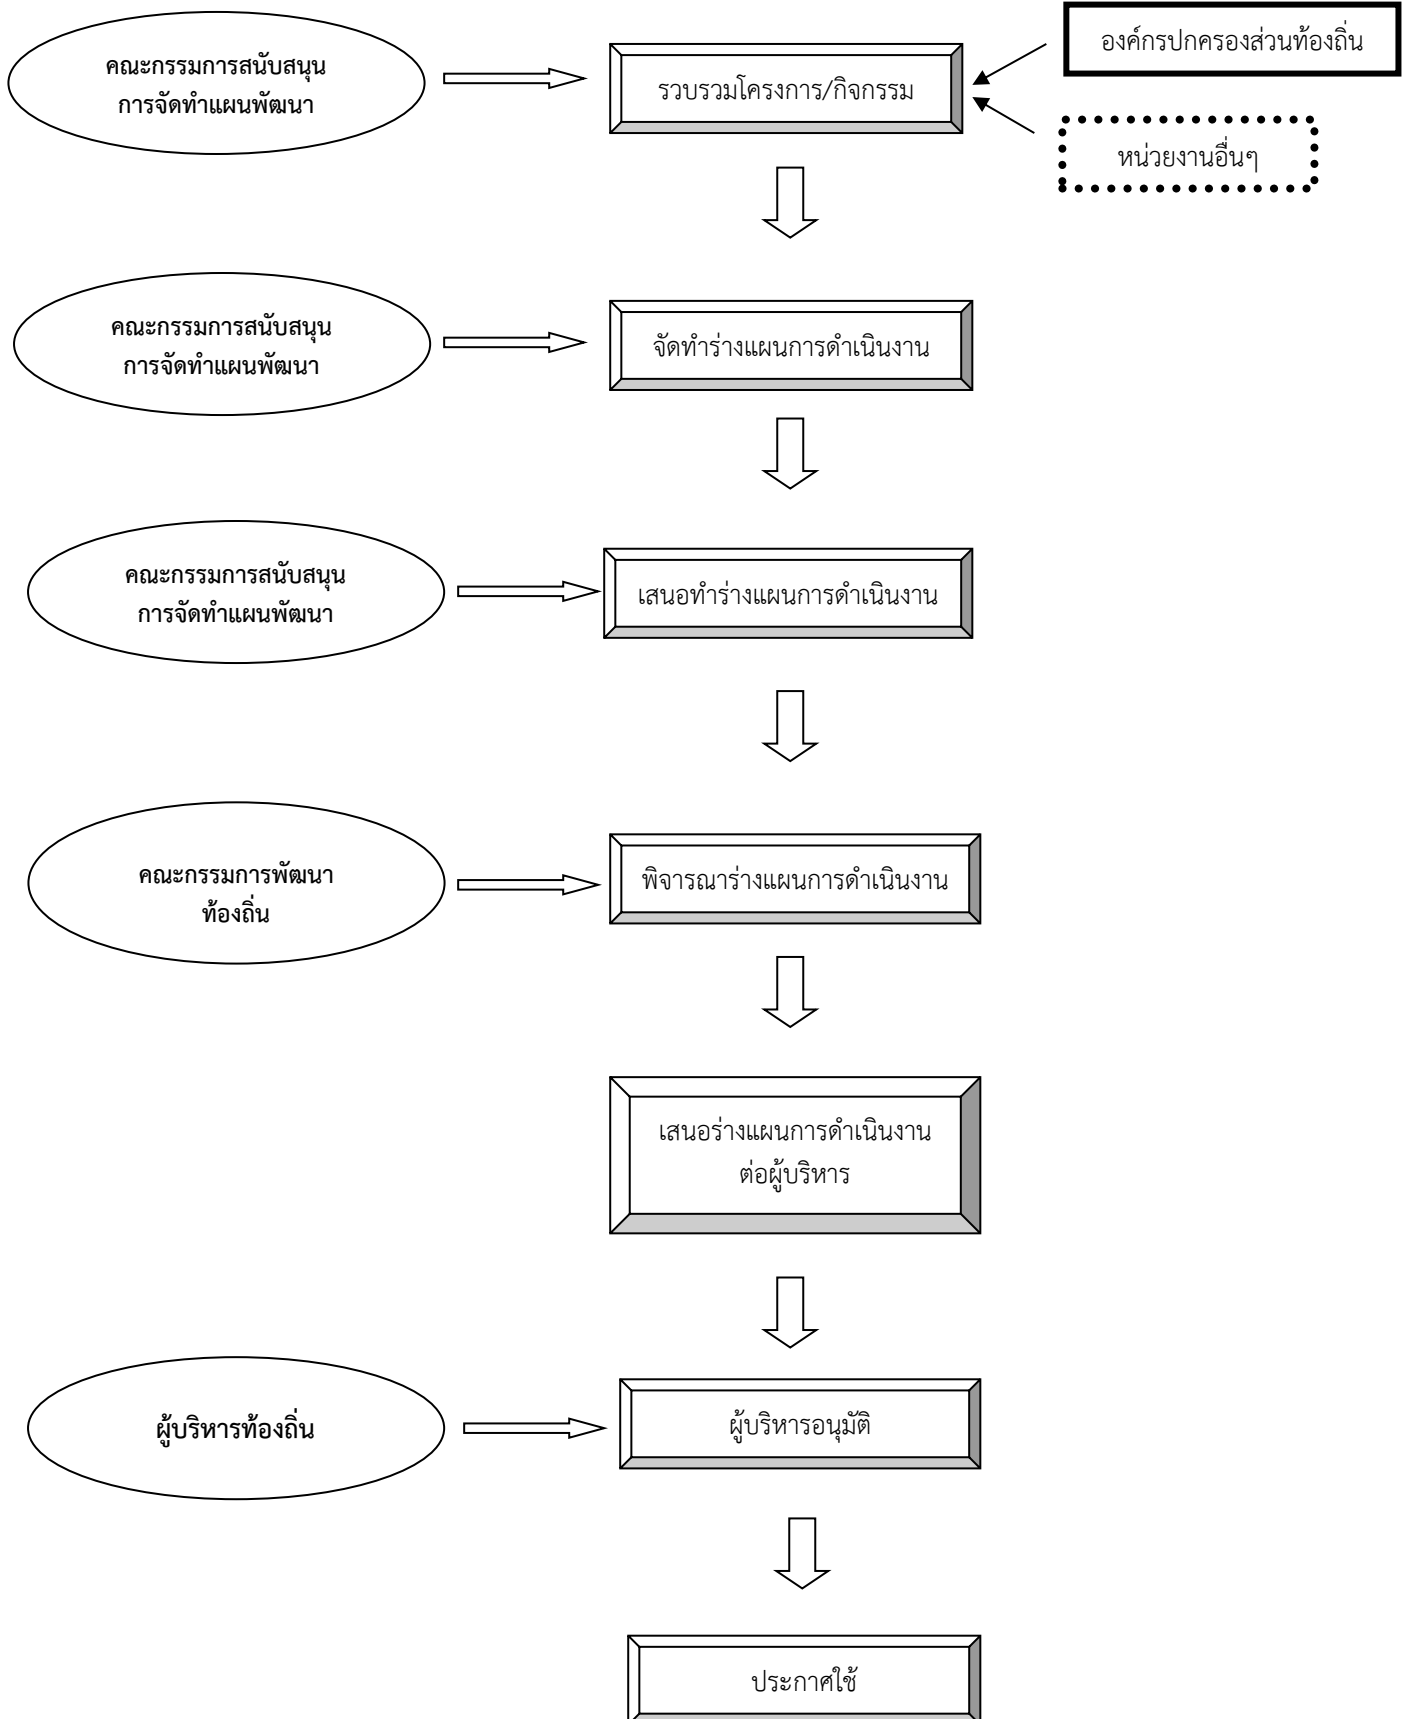 คณะกรรมการสนับสนุน
การจัดทำแผนพัฒนา
รวบรวมโครงการ/กิจกรรม
องค์กรปกครองส่วนท้องถิ่น
หน่วยงานอื่นๆ
คณะกรรมการสนับสนุน
การจัดทำแผนพัฒนา
จัดทำร่างแผนการดำเนินงาน
คณะกรรมการสนับสนุน
การจัดทำแผนพัฒนา
เสนอทำร่างแผนการดำเนินงาน
คณะกรรมการพัฒนา
ท้องถิ่น
พิจารณาร่างแผนการดำเนินงาน
เสนอร่างแผนการดำเนินงาน
ต่อผู้บริหาร
ผู้บริหารท้องถิ่น
ผู้บริหารอนุมัติ
ประกาศใช้